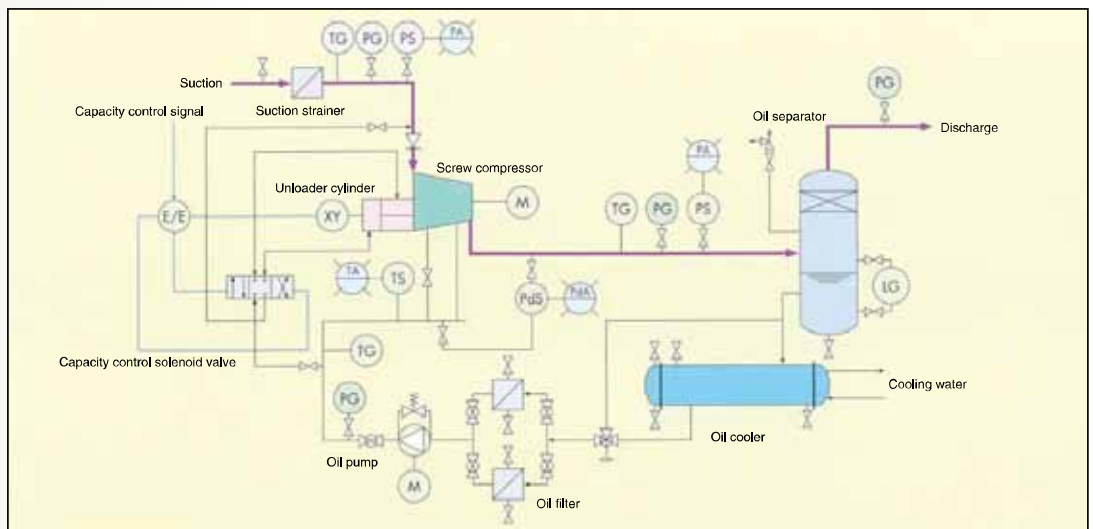 TG PG PS PA
PG
Suction
Suction strainer
Capacity control signal
Oil separator
Discharge
PA
Screw compressor
Unloader cylinder
M
E/E
XY
TG PG PS
TA TS
PdS PdA
LG
Capacity control solenoid valve
TG
Cooling water
PG
Oil cooler
Oil pump
M
Oil filter